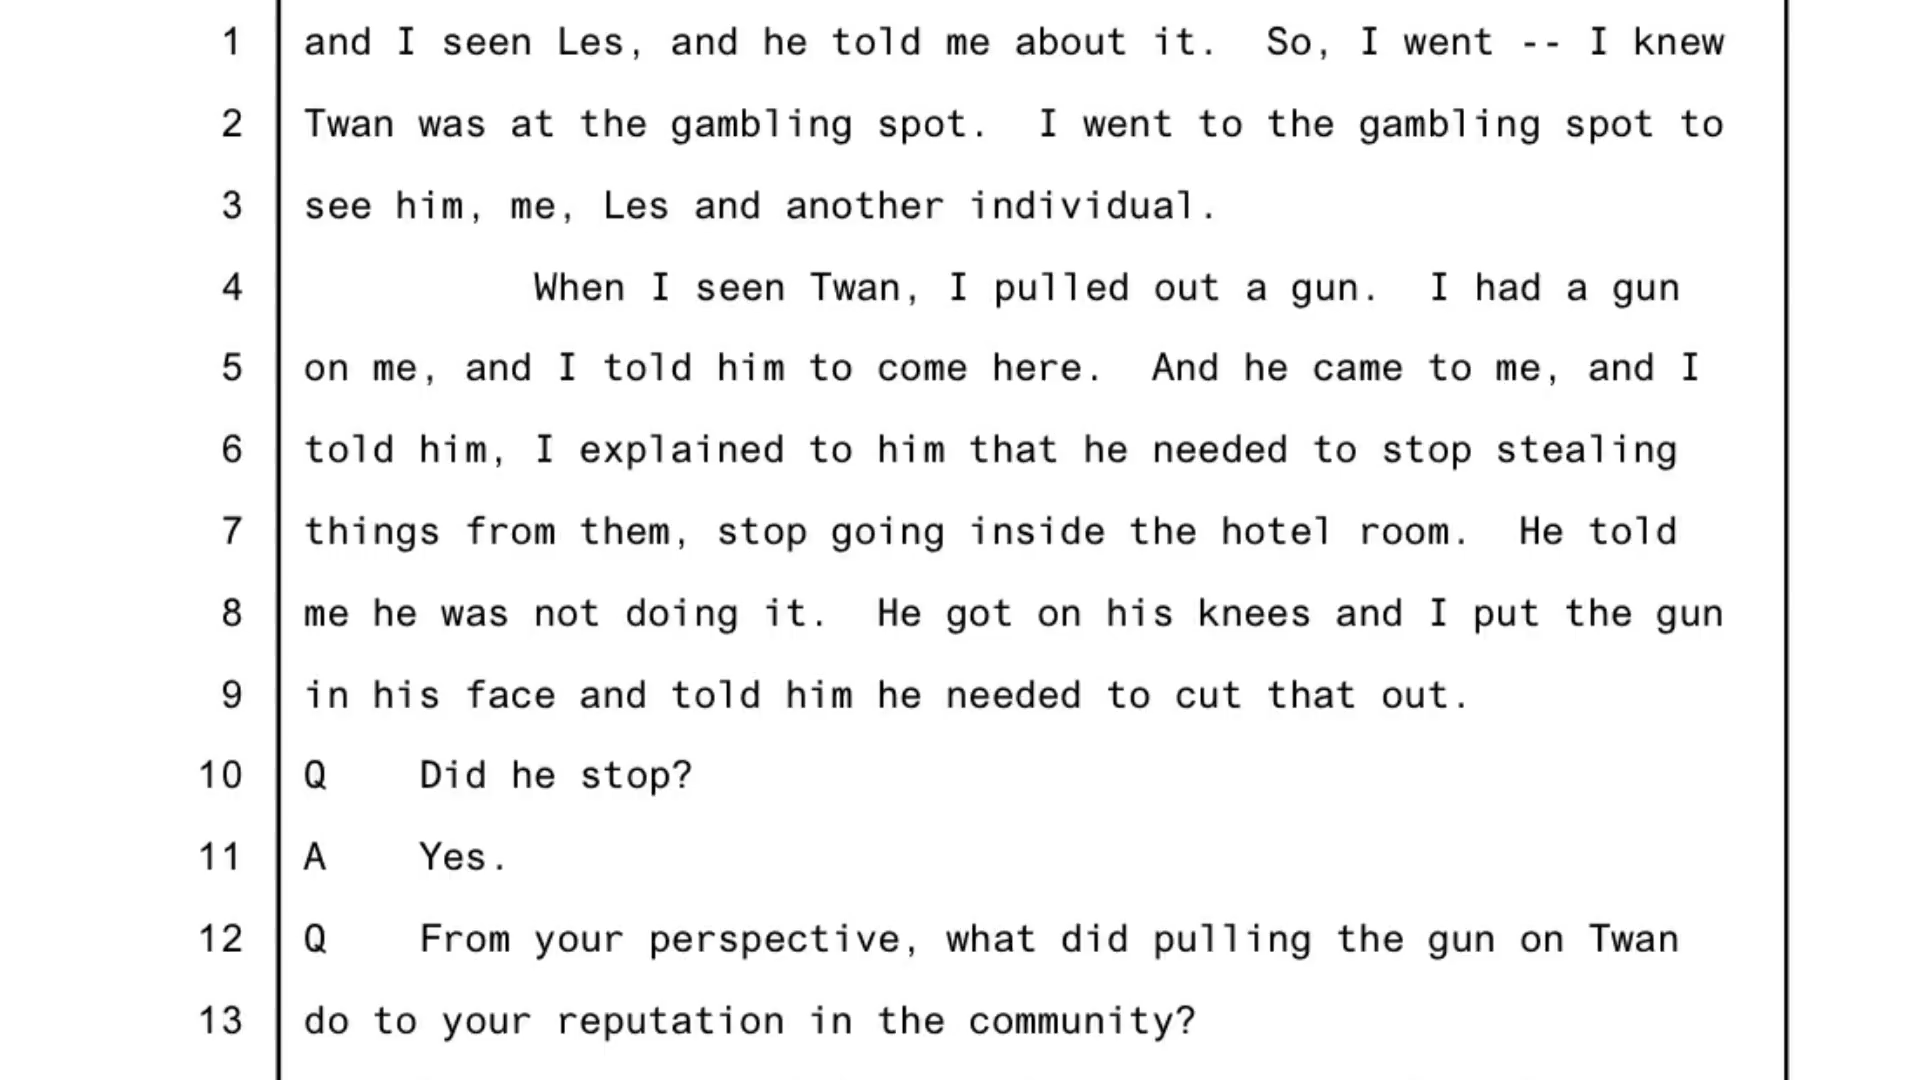 1 and I seen Les, and he told me about it. So, I went -- I knew
2 Twan was at the gambling spot. I went to the gambling spot to
3 see him, me, Les and another individual.
4 When I seen Twan, I pulled out a gun. I had a gun
5 on me, and I told him to come here. And he came to me, and I
6 told him, I explained to him that he needed to stop stealing
7 things from them, stop going inside the hotel room. He told
8 me he was not doing it. He got on his knees and I put the gun
9 in his face and told him he needed to cut that out.
10 Q Did he stop?
11 A Yes.
12 Q From your perspective, what did pulling the gun on Twan
13 do to your reputation in the community?